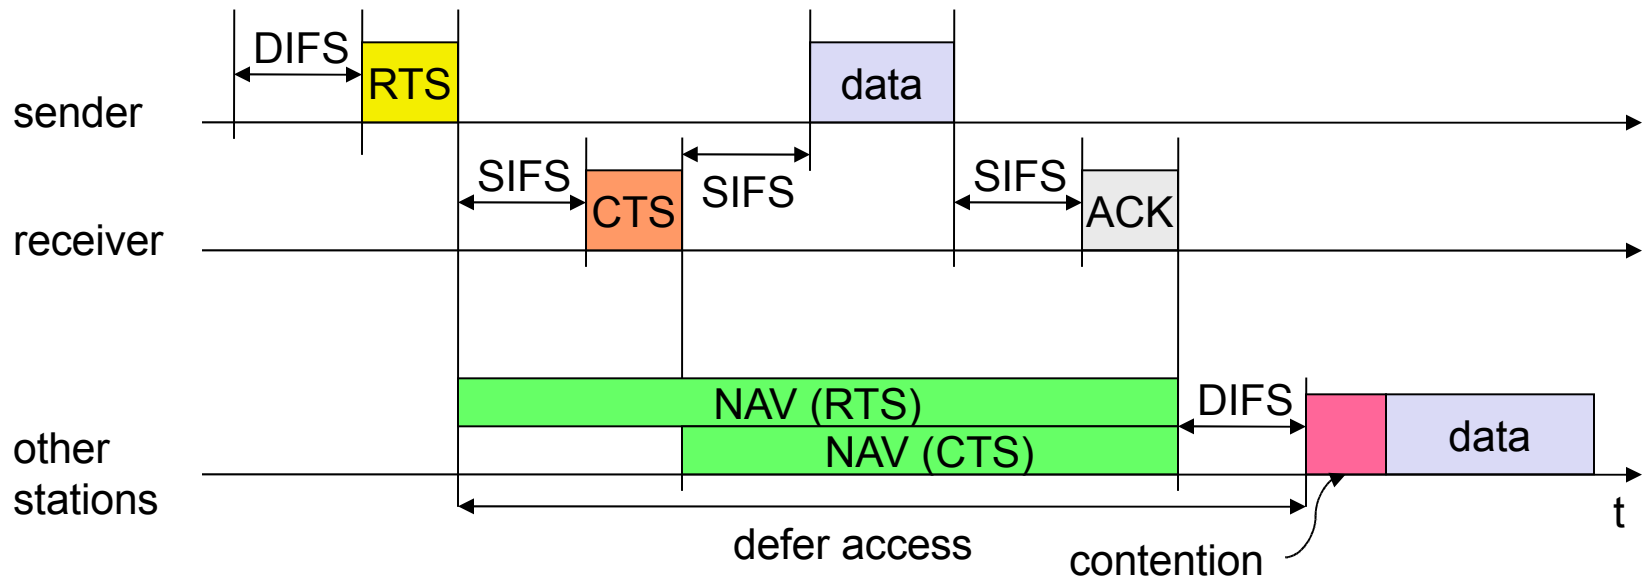 DIFS
RTS
data
sender
SIFS
CTS
SIFS
SIFS
ACK
receiver
NAV (RTS)
DIFS
NAV (CTS)
data
other
stations
t
defer access
contention